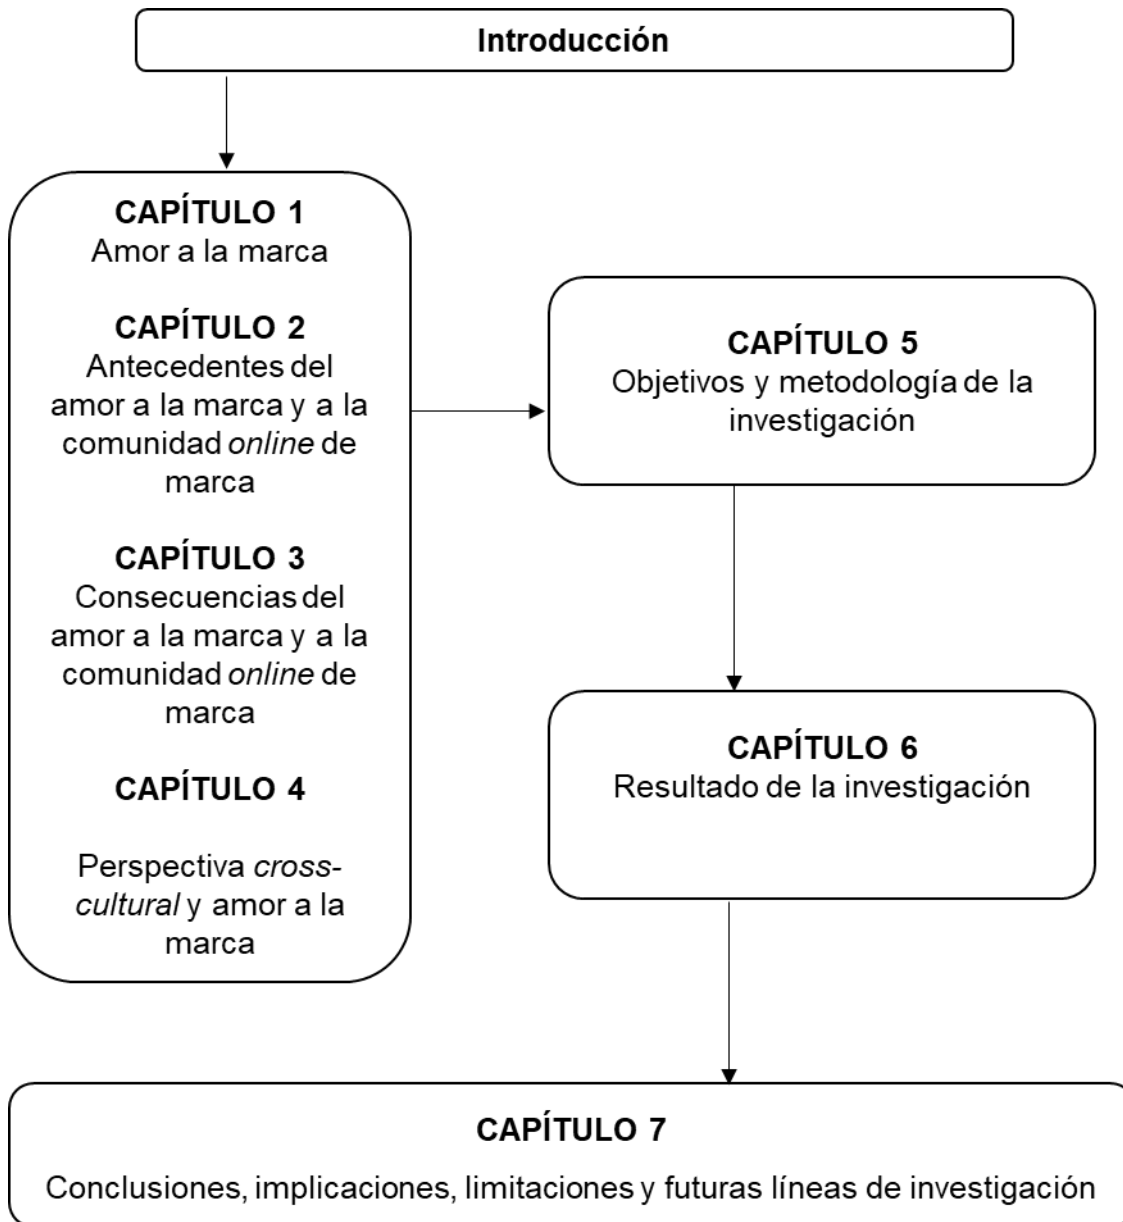 Introducción
CAPÍTULO 1
Amor a la marca
CAPÍTULO 2
Antecedentes del
amor a la marca y a la
comunidad online de
marca
CAPÍTULO 3
Consecuencias del
amor a la marca y a la
comunidad online de
marca
CAPÍTULO 4
Perspectiva cross-
cultural y amor a la
marca
CAPÍTULO 5
Objetivos y metodología de la
investigación
CAPÍTULO 6
Resultado de la investigación
CAPÍTULO 7
Conclusiones, implicaciones, limitaciones y futuras líneas de investigación